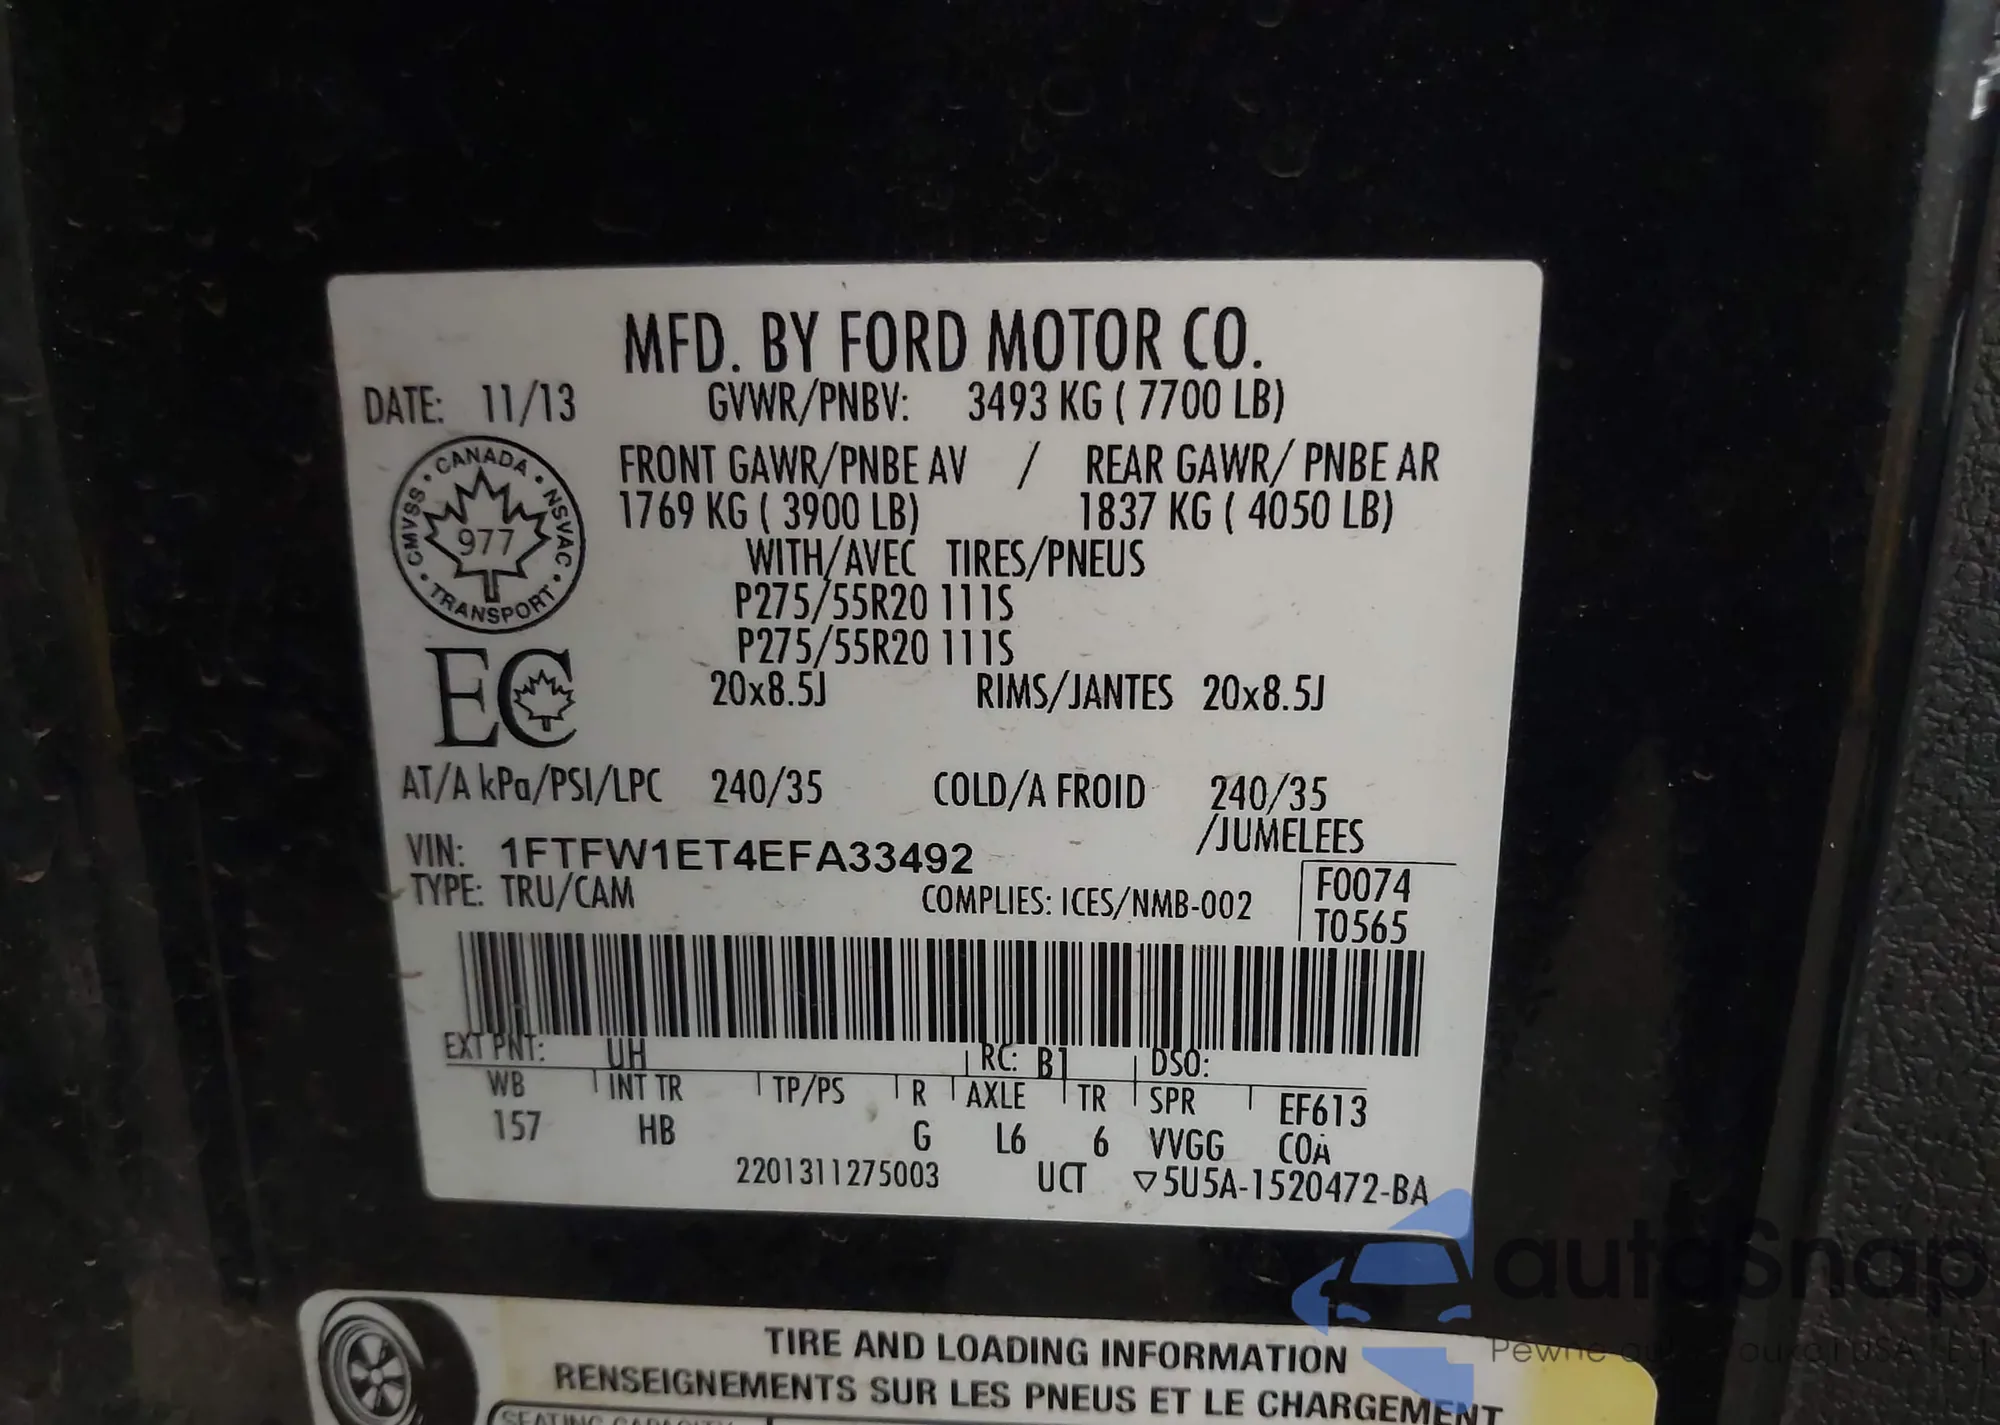 MFD. BY FORD MOTOR CO.
DATE: 11/13 GVWR/PNBV: 3493 KG ( 7700 LB)
FRONT GAWR/PNBE AV / REAR GAWR/ PNBE AR
1769 KG ( 3900 LB) 1837 KG ( 4050 LB)
WITH/AVEC TIRES/PNEUS
P275/55R20 111S
P275/55R20 111S
20x8.5J RIMS/JANTES 20x8.5J
CANADA · NSVAC · TRANSPORT · CMVSS ·
977
EC
AT/A kPa/PSI/LPC 240/35 COLD/A FROID 240/35
/JUMELEES
VIN: 1FTFW1ET4EFA33492
TYPE: TRU/CAM COMPLIES: ICES/NMB-002
F0074
T0565
EXT PNT: UH RC: B1 DSO:
WB INT TR TP/PS R AXLE TR SPR EF613
157 HB G L6 6 VVGG COA
2201311275003 UCT ▽5U5A-1520472-BA
autoSnap
TIRE AND LOADING INFORMATION
RENSEIGNEMENTS SUR LES PNEUS ET LE CHARGEMENT
SEATING CAPACITY